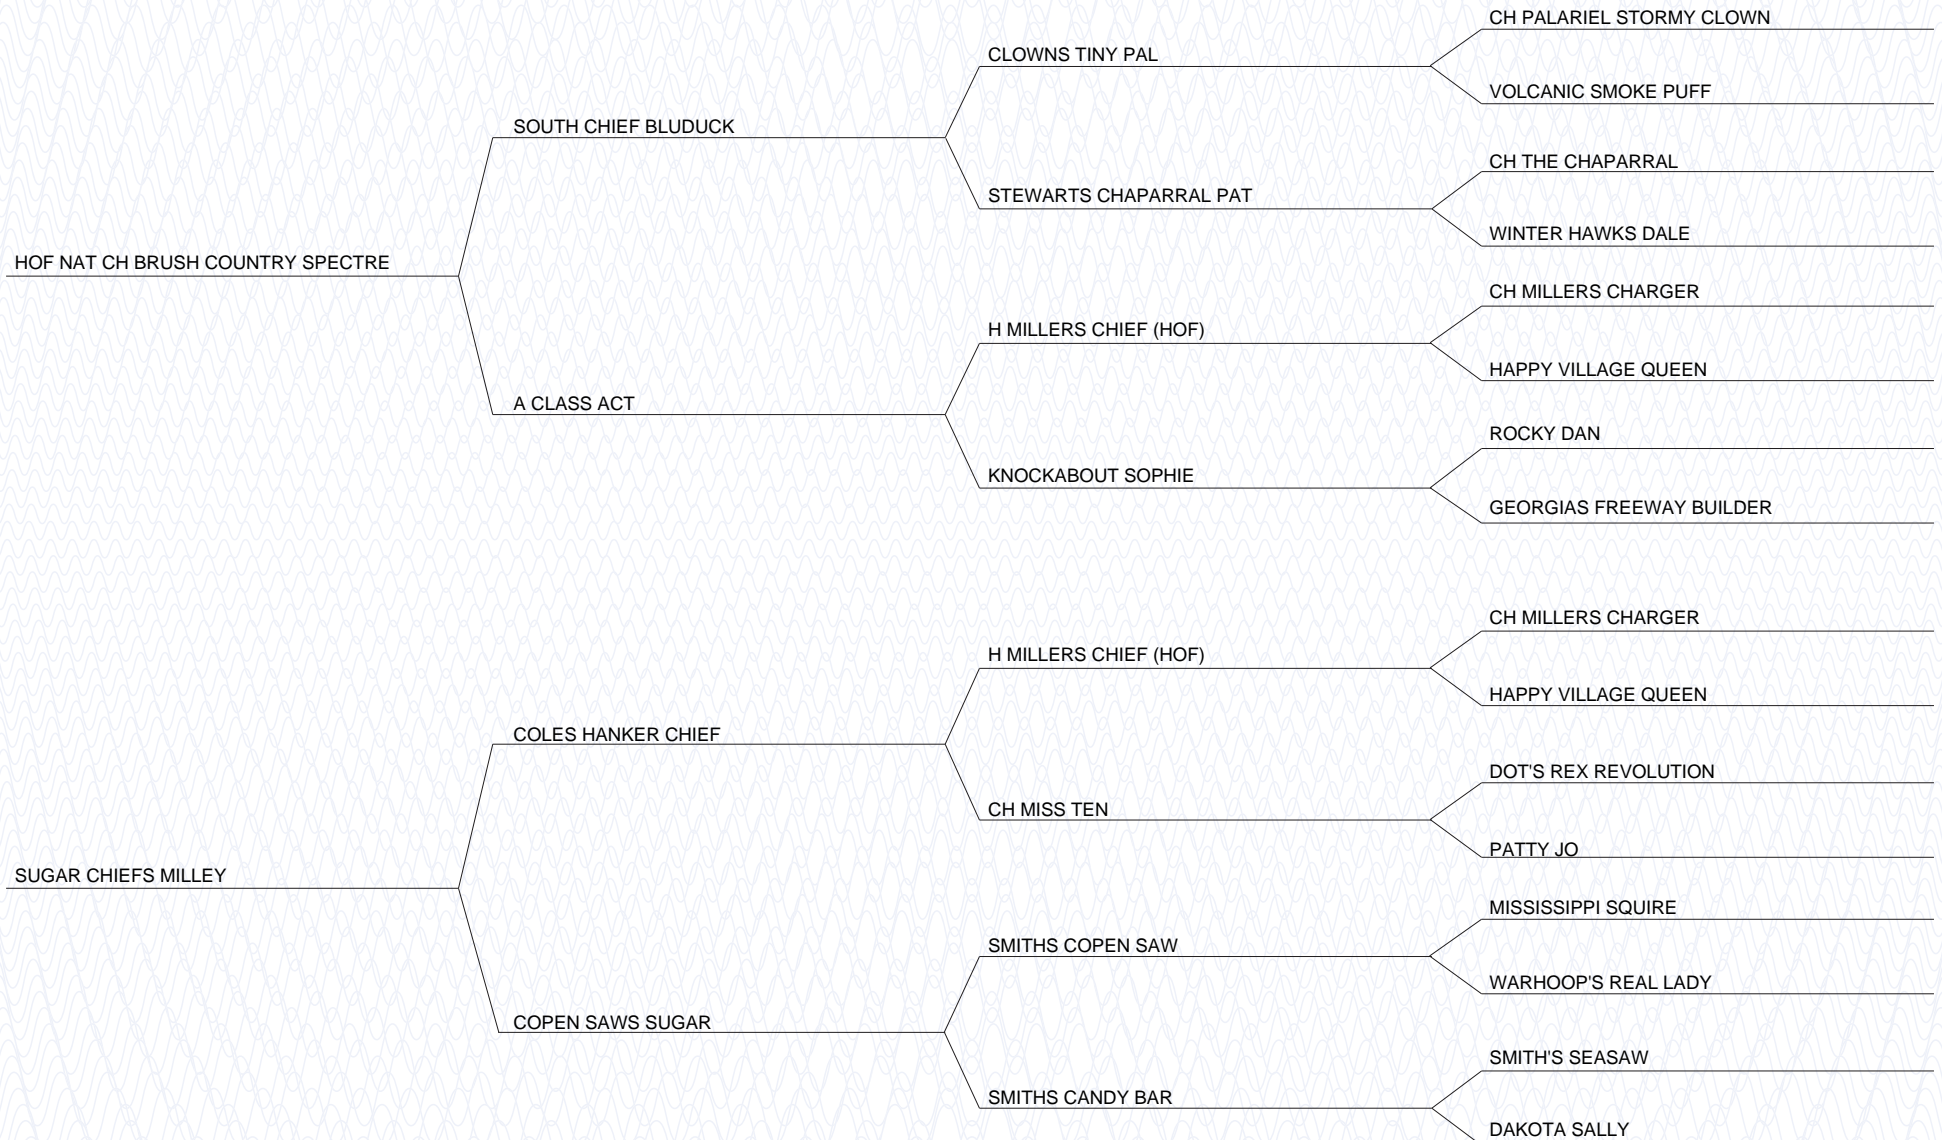 CH PALARIEL STORMY CLOWN
CLOWNS TINY PAL
VOLCANIC SMOKE PUFF
SOUTH CHIEF BLUDUCK
CH THE CHAPARRAL
STEWARTS CHAPARRAL PAT
WINTER HAWKS DALE
HOF NAT CH BRUSH COUNTRY SPECTRE
CH MILLERS CHARGER
H MILLERS CHIEF (HOF)
HAPPY VILLAGE QUEEN
A CLASS ACT
ROCKY DAN
KNOCKABOUT SOPHIE
GEORGIAS FREEWAY BUILDER
CH MILLERS CHARGER
H MILLERS CHIEF (HOF)
HAPPY VILLAGE QUEEN
COLES HANKER CHIEF
DOT'S REX REVOLUTION
CH MISS TEN
PATTY JO
SUGAR CHIEFS MILLEY
MISSISSIPPI SQUIRE
SMITHS COPEN SAW
WARHOOP'S REAL LADY
COPEN SAWS SUGAR
SMITH'S SEASAW
SMITHS CANDY BAR
DAKOTA SALLY